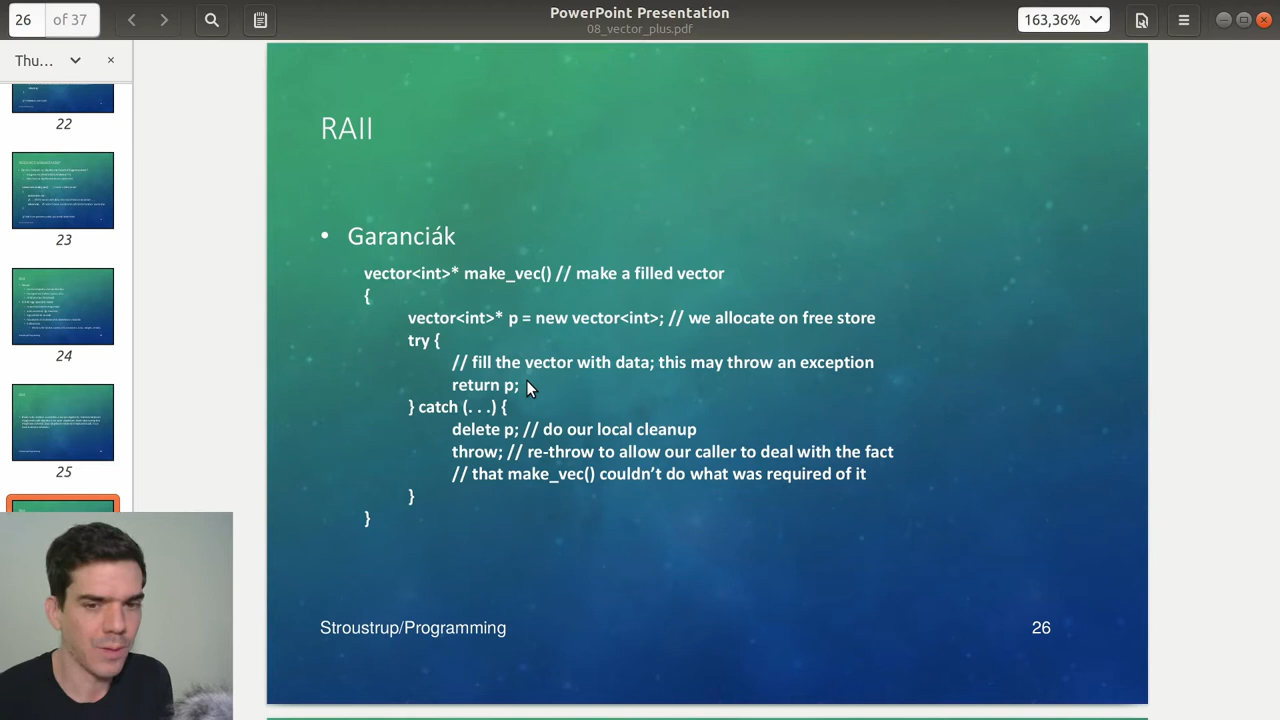 26
of 37
PowerPoint Presentation
08_vector_plus.pdf
163,36%
Thu...
22
23
24
25
RAII
• Garanciák
vector<int>* make_vec() // make a filled vector
{
vector<int>* p = new vector<int>; // we allocate on free store
try {
// fill the vector with data; this may throw an exception
return p;
} catch (. . .) {
delete p; // do our local cleanup
throw; // re-throw to allow our caller to deal with the fact
// that make_vec() couldn’t do what was required of it
}
}
Stroustrup/Programming
26